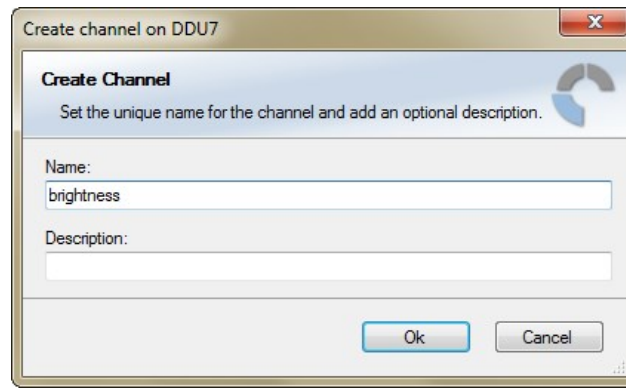 Create channel on DDU7
Create Channel
Set the unique name for the channel and add an optional description.
Name:
brightness
Description:
Ok
Cancel